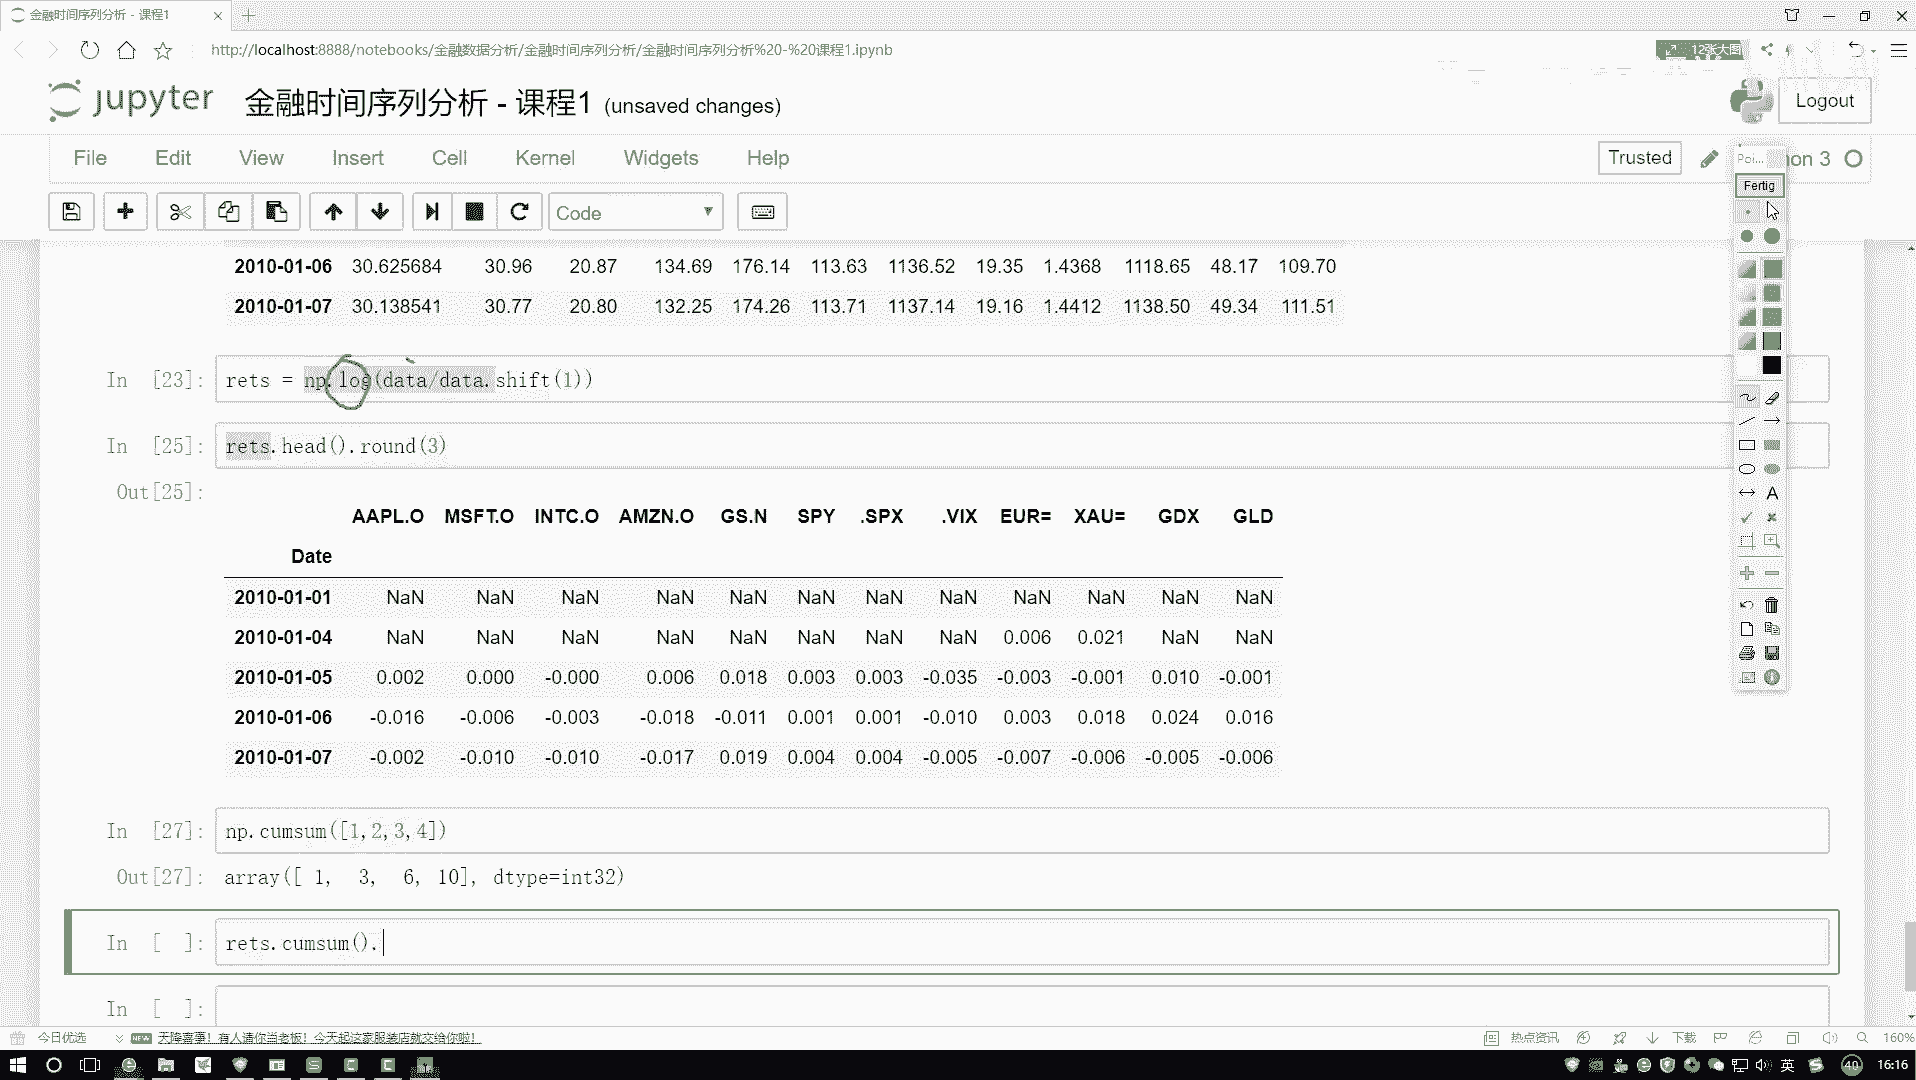 金融时间序列分析 - 课程1
http://localhost:8888/notebooks/金融数据分析/金融时间序列分析/金融时间序列分析%20-%20课程1.ipynb
12张大图
jupyter 金融时间序列分析 - 课程1 (unsaved changes)
Logout
File Edit View Insert Cell Kernel Widgets Help
Trusted
Poi...
on 3
Fertig
Code
2010-01-06 30.625684 30.96 20.87 134.69 176.14 113.63 1136.52 19.35 1.4368 1118.65 48.17 109.70
2010-01-07 30.138541 30.77 20.80 132.25 174.26 113.71 1137.14 19.16 1.4412 1138.50 49.34 111.51
In [23]: rets = np.log(data/data.shift(1))
In [25]: rets.head().round(3)
Out[25]:
AAPL.O MSFT.O INTC.O AMZN.O GS.N SPY .SPX .VIX EUR= XAU= GDX GLD
Date
2010-01-01 NaN NaN NaN NaN NaN NaN NaN NaN NaN NaN NaN NaN
2010-01-04 NaN NaN NaN NaN NaN NaN NaN NaN 0.006 0.021 NaN NaN
2010-01-05 0.002 0.000 -0.000 0.006 0.018 0.003 0.003 -0.035 -0.003 -0.001 0.010 -0.001
2010-01-06 -0.016 -0.006 -0.003 -0.018 -0.011 0.001 0.001 -0.010 0.003 0.018 0.024 0.016
2010-01-07 -0.002 -0.010 -0.010 -0.017 0.019 0.004 0.004 -0.005 -0.007 -0.006 -0.005 -0.006
In [27]: np.cumsum([1,2,3,4])
Out[27]: array([ 1, 3, 6, 10], dtype=int32)
In [ ]: rets.cumsum().
In [ ]:
今日优选
NEW 天降喜事！有人请你当老板！今天起这家服装店就交给你啦！
热点资讯
下载
160%
英
40
16:16